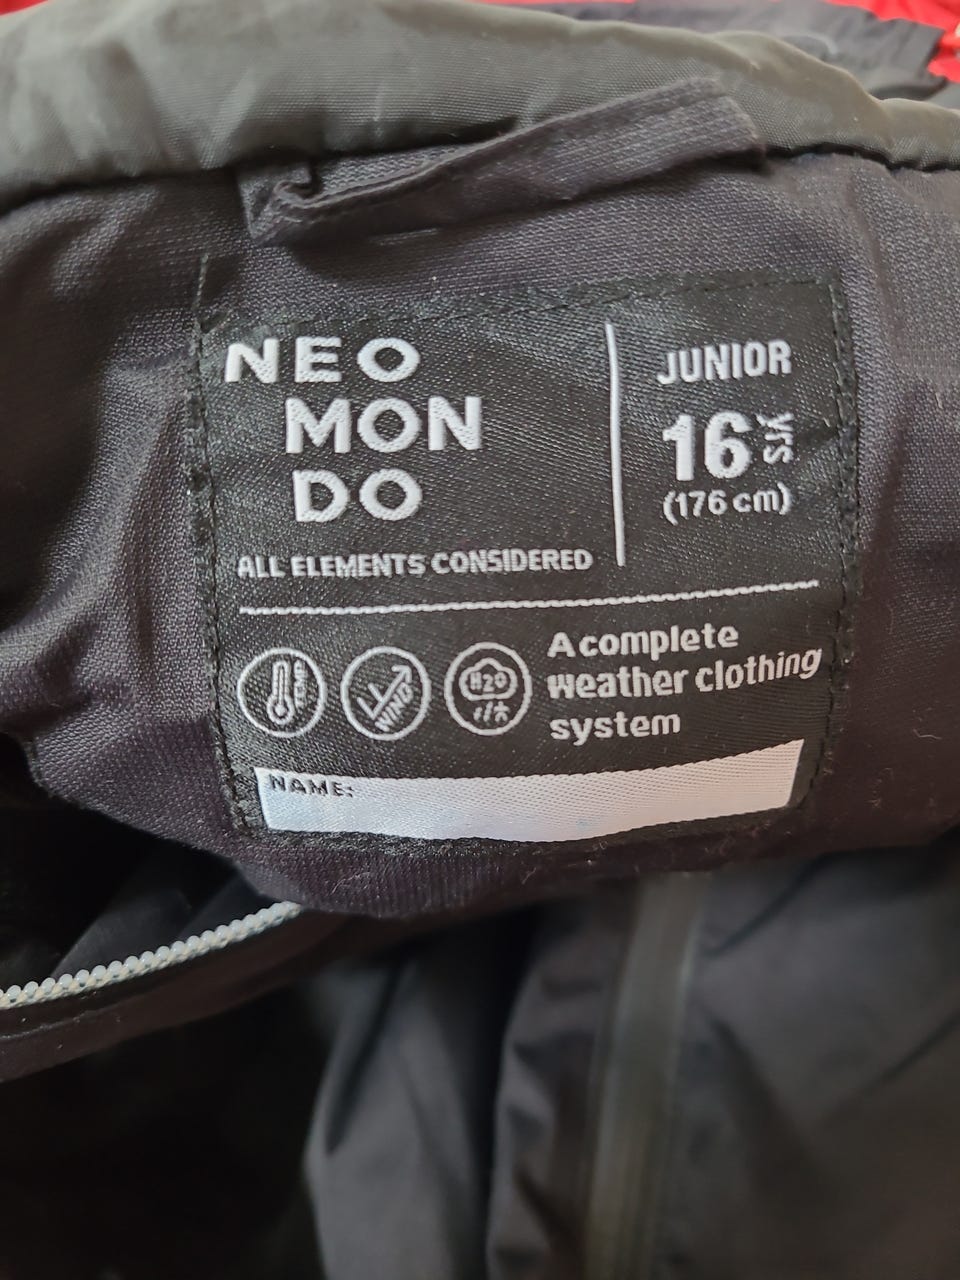 NEO
MON
DO
ALL ELEMENTS CONSIDERED
JUNIOR
16 YRS
(176 cm)
TEMP
WIND
H2O
A complete
weather clothing
system
NAME: